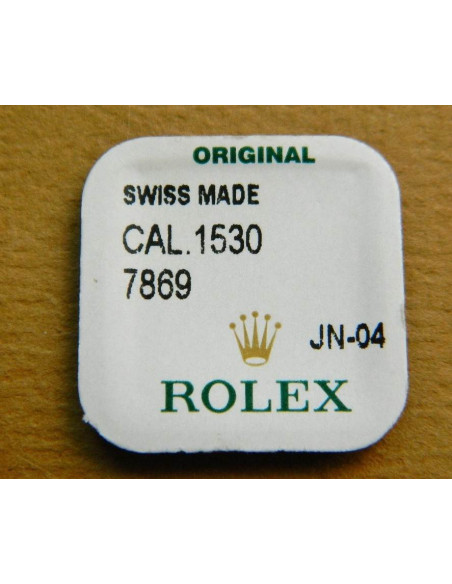 ORIGINAL
SWISS MADE
CAL.1530
7869
JN-04
ROLEX